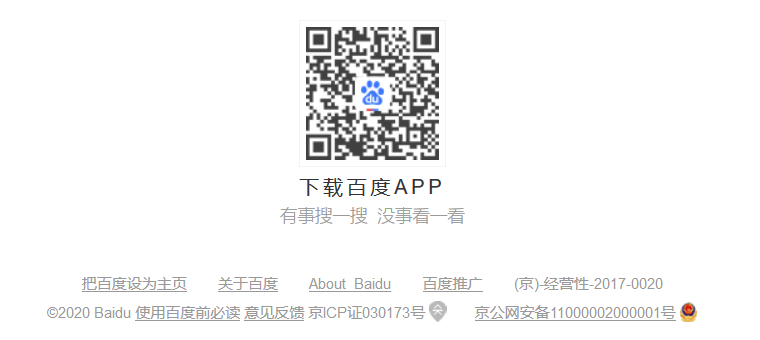 du
下载百度APP
有事搜一搜 没事看一看
把百度设为主页 关于百度 About Baidu 百度推广 (京)-经营性-2017-0020
©2020 Baidu 使用百度前必读 意见反馈 京ICP证030173号 京公网安备11000002000001号